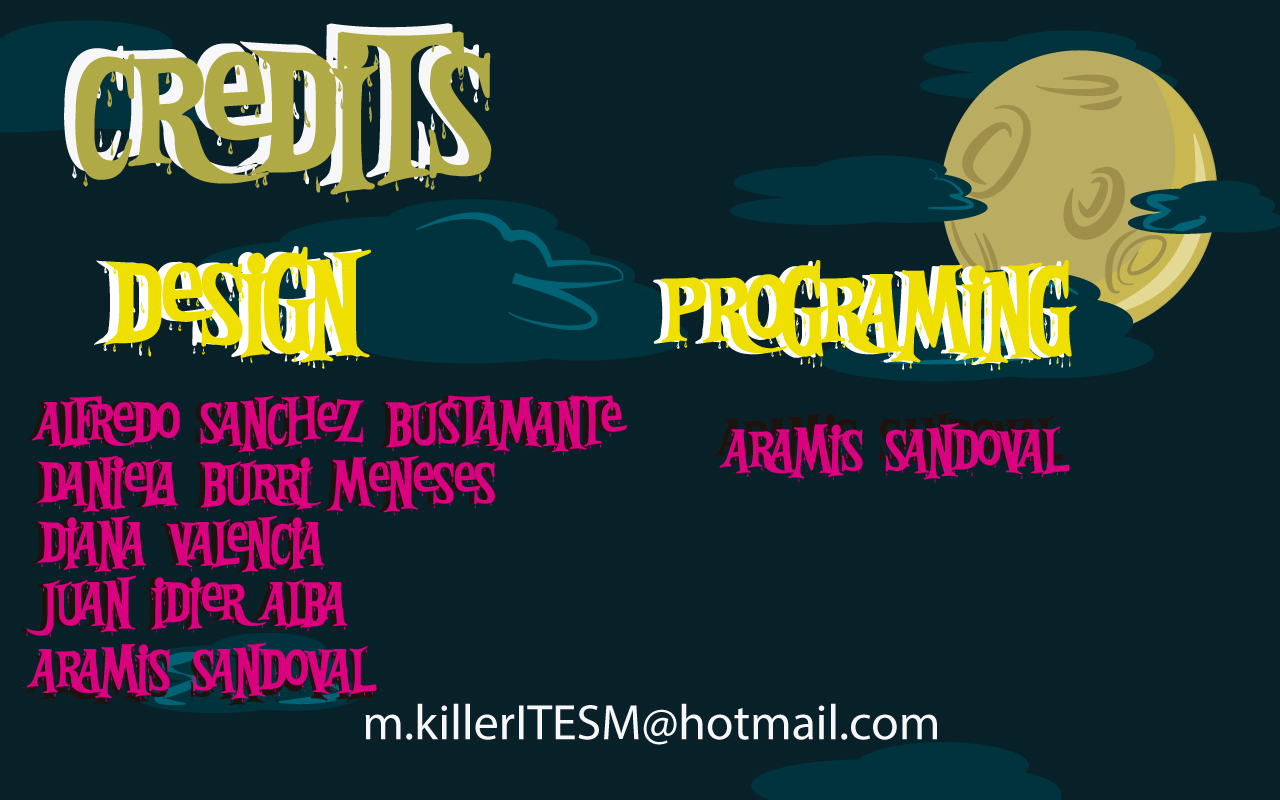 CReDiTS
DeSiGN
ALFReDO SANCHeZ BUSTAMANTe
DANieLA BURRi MeNeSeS
DiANA VALeNCiA
JUAN iDieR ALBA
ARAMiS SANDOVAL
PROGRAMiNG
ARAMiS SANDOVAL
m.killerITESM@hotmail.com